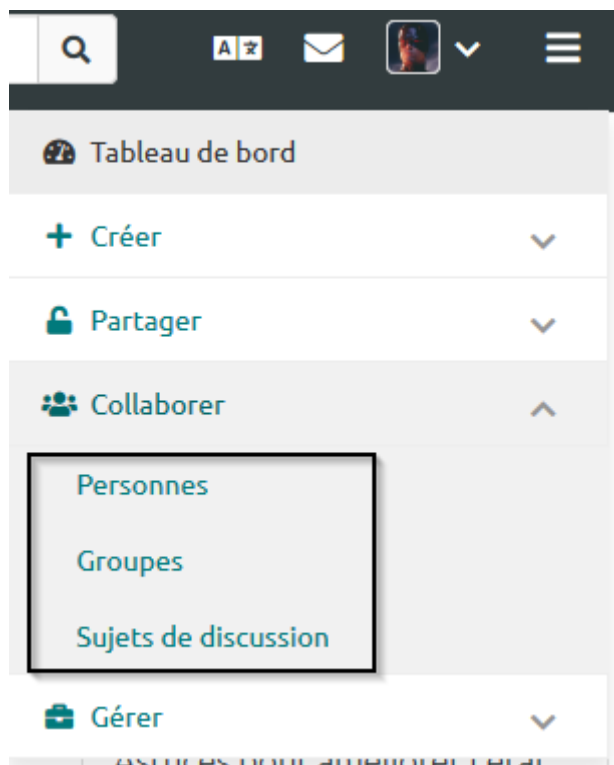 A
Tableau de bord
Créer
Partager
Collaborer
Personnes
Groupes
Sujets de discussion
Gérer